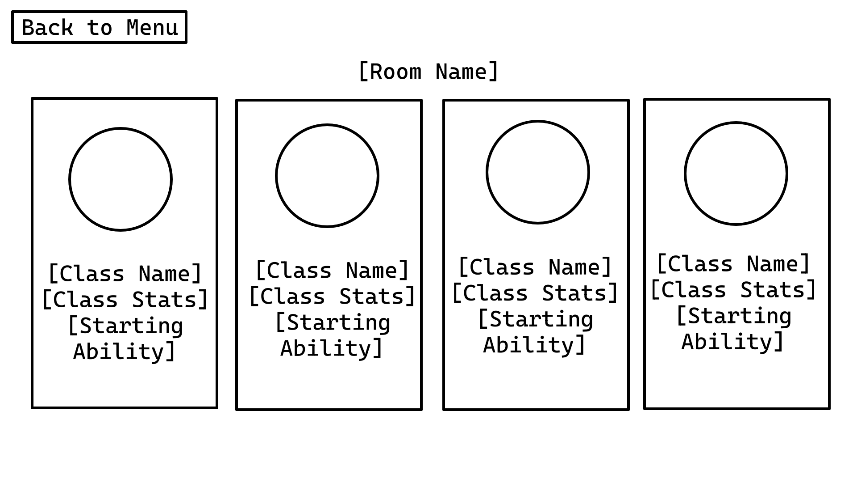 Back to Menu
[Room Name]
[Class Name]
[Class Stats]
[Starting
Ability]
[Class Name]
[Class Stats]
[Starting
Ability]
[Class Name]
[Class Stats]
[Starting
Ability]
[Class Name]
[Class Stats]
[Starting
Ability]